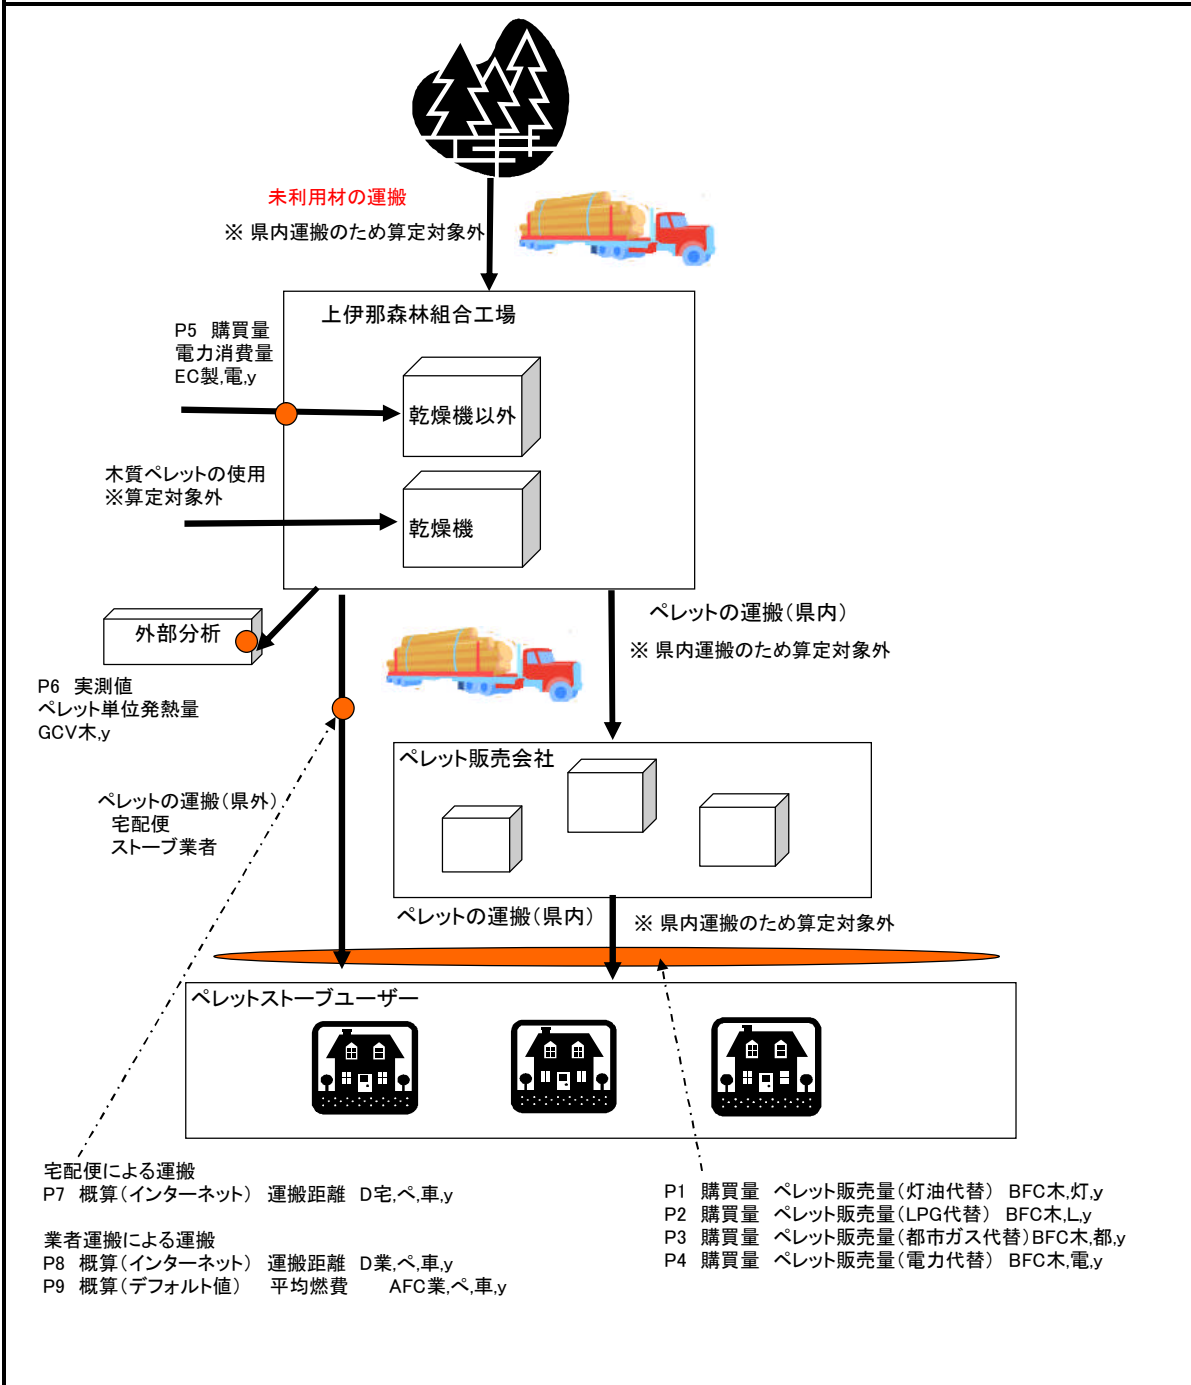 未利用材の運搬
※ 県内運搬のため算定対象外
上伊那森林組合工場
P5 購買量
電力消費量
EC製,電,y
乾燥機以外
木質ペレットの使用
※算定対象外
乾燥機
外部分析
P6 実測値
ペレット単位発熱量
GCV木,y
ペレットの運搬(県内)
※ 県内運搬のため算定対象外
ペレット販売会社
ペレットの運搬(県外)
宅配便
ストーブ業者
ペレットの運搬(県内)
※ 県内運搬のため算定対象外
ペレットストーブユーザー
宅配便による運搬
P7 概算(インターネット) 運搬距離 D宅,ペ,車,y
業者運搬による運搬
P8 概算(インターネット) 運搬距離 D業,ペ,車,y
P9 概算(デフォルト値) 平均燃費 AFC業,ペ,車,y
P1 購買量 ペレット販売量(灯油代替) BFC木,灯,y
P2 購買量 ペレット販売量(LPG代替) BFC木,L,y
P3 購買量 ペレット販売量(都市ガス代替)BFC木,都,y
P4 購買量 ペレット販売量(電力代替) BFC木,電,y